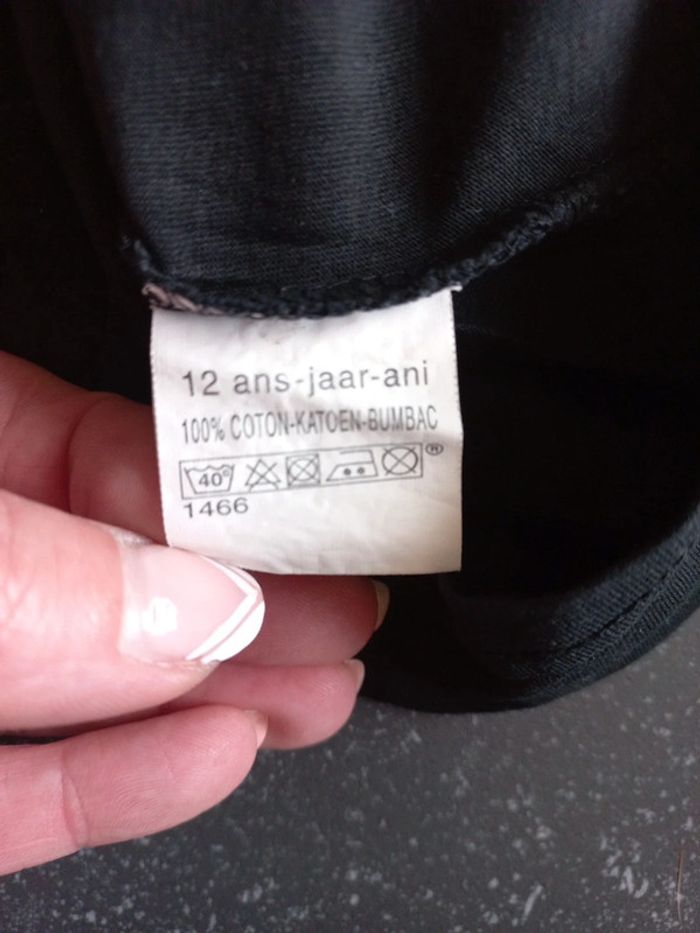 12 ans-jaar-ani
100% COTON-KATOEN-BUMBAC
40°
1466